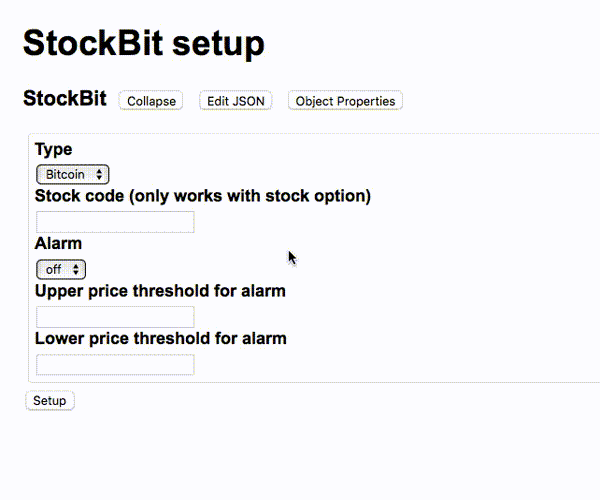 StockBit setup
StockBit Collapse Edit JSON Object Properties
Type
Bitcoin
Stock code (only works with stock option)
Alarm
off
Upper price threshold for alarm
Lower price threshold for alarm
Setup